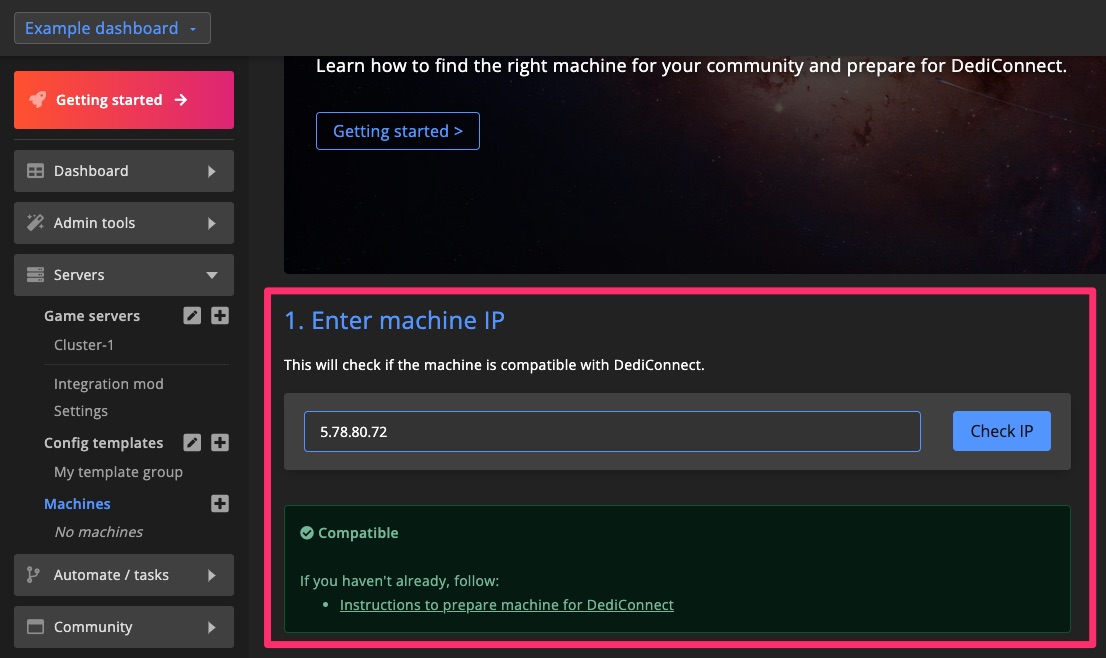 Example dashboard
Getting started →
Dashboard
Admin tools
Servers
Game servers
Cluster-1
Integration mod
Settings
Config templates
My template group
Machines
No machines
Automate / tasks
Community
Learn how to find the right machine for your community and prepare for DediConnect.
Getting started >
1. Enter machine IP
This will check if the machine is compatible with DediConnect.
5.78.80.72
Check IP
Compatible
If you haven't already, follow:
• Instructions to prepare machine for DediConnect